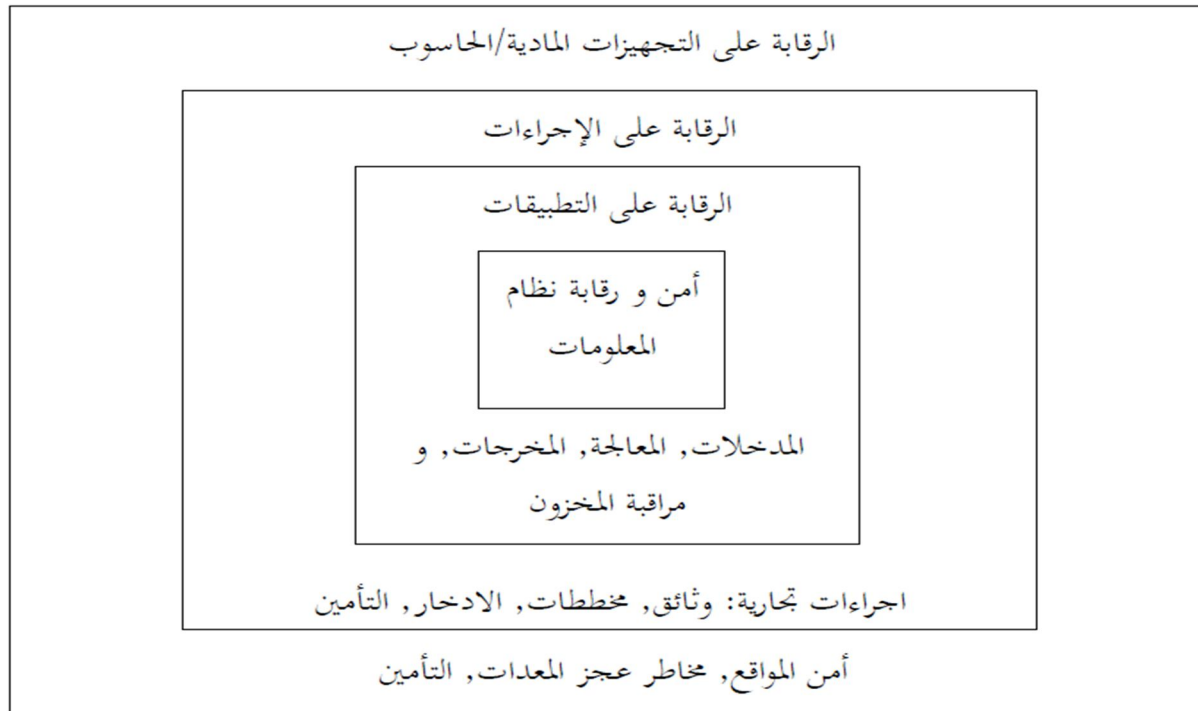 الرقابة على التجهيزات المادية/الحاسوب
الرقابة على الإجراءات
الرقابة على التطبيقات
أمن و رقابة نظام
المعلومات
المدخلات, المعالجة, المخرجات, و
مراقبة المخزون
اجراءات تجارية: وثائق, مخططات, الادخار, التأمين
أمن المواقع, مخاطر عجز المعدات, التأمين